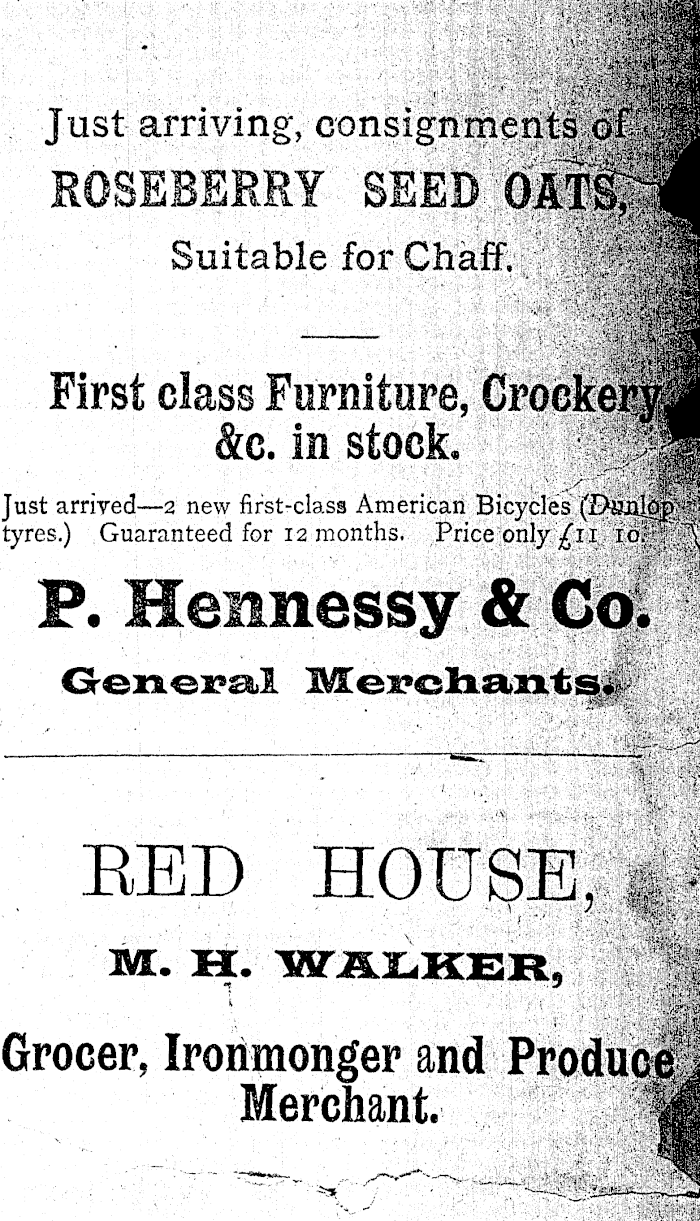 Just arriving, consignments of
ROSEBERRY SEED OATS,
Suitable for Chaff.
First class Furniture, Crockery
&c. in stock.
Just arrived—2 new first-class American Bicycles (Dunlop
tyres.) Guaranteed for 12 months. Price only £11 10.
P. Hennessy & Co.
General Merchants.
RED HOUSE,
M. H. WALKER,
Grocer, Ironmonger and Produce
Merchant.